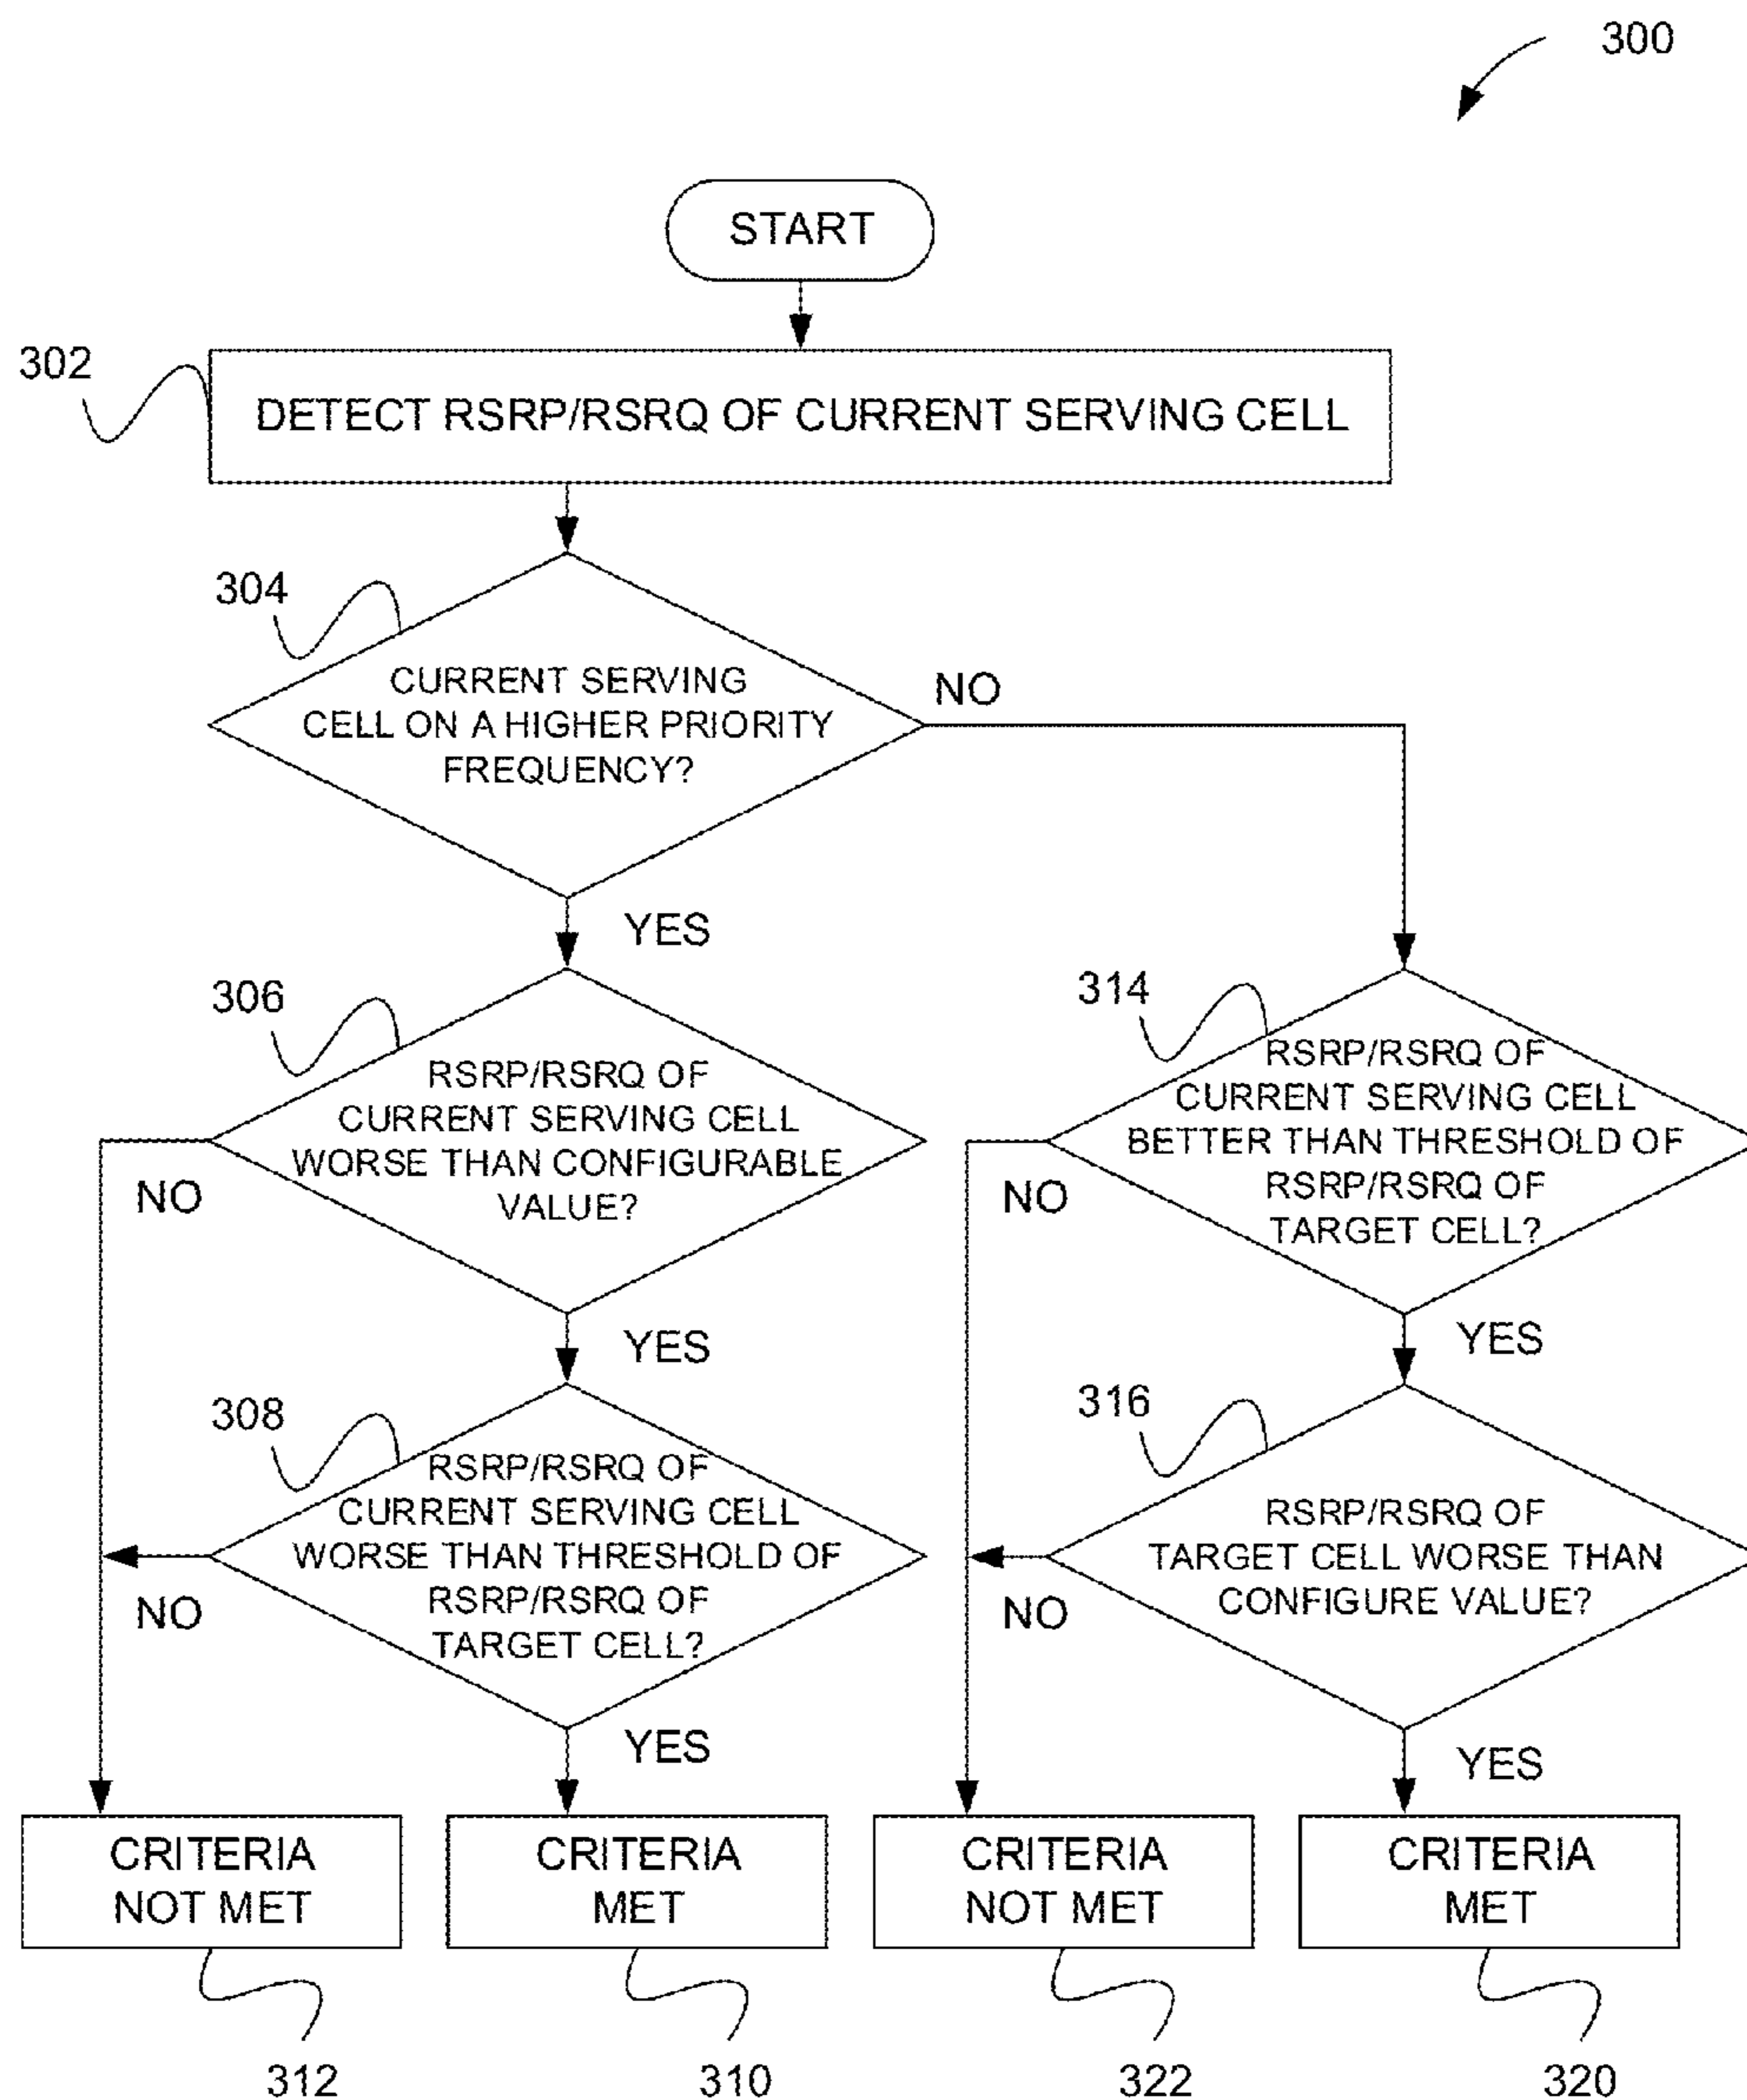 300
START
302
DETECT RSRP/RSRQ OF CURRENT SERVING CELL
304
CURRENT SERVING
CELL ON A HIGHER PRIORITY
FREQUENCY?
NO
YES
306
RSRP/RSRQ OF
CURRENT SERVING CELL
WORSE THAN CONFIGURABLE
VALUE?
NO
YES
314
RSRP/RSRQ OF
CURRENT SERVING CELL
BETTER THAN THRESHOLD OF
RSRP/RSRQ OF
TARGET CELL?
NO
YES
308
RSRP/RSRQ OF
CURRENT SERVING CELL
WORSE THAN THRESHOLD OF
RSRP/RSRQ OF
TARGET CELL?
NO
YES
316
RSRP/RSRQ OF
TARGET CELL WORSE THAN
CONFIGURE VALUE?
NO
YES
CRITERIA
NOT MET
CRITERIA
MET
CRITERIA
NOT MET
CRITERIA
MET
312
310
322
320